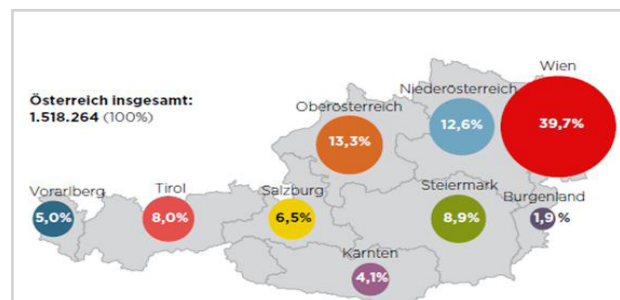 Wien
39,7%
Österreich insgesamt:
1.518.264 (100%)
Oberösterreich
13,3%
Niederösterreich
12,6%
Vorarlberg
5,0%
Tirol
8,0%
Salzburg
6,5%
Steiermark
8,9%
Burgenland
1,9 %
Kärnten
4,1%